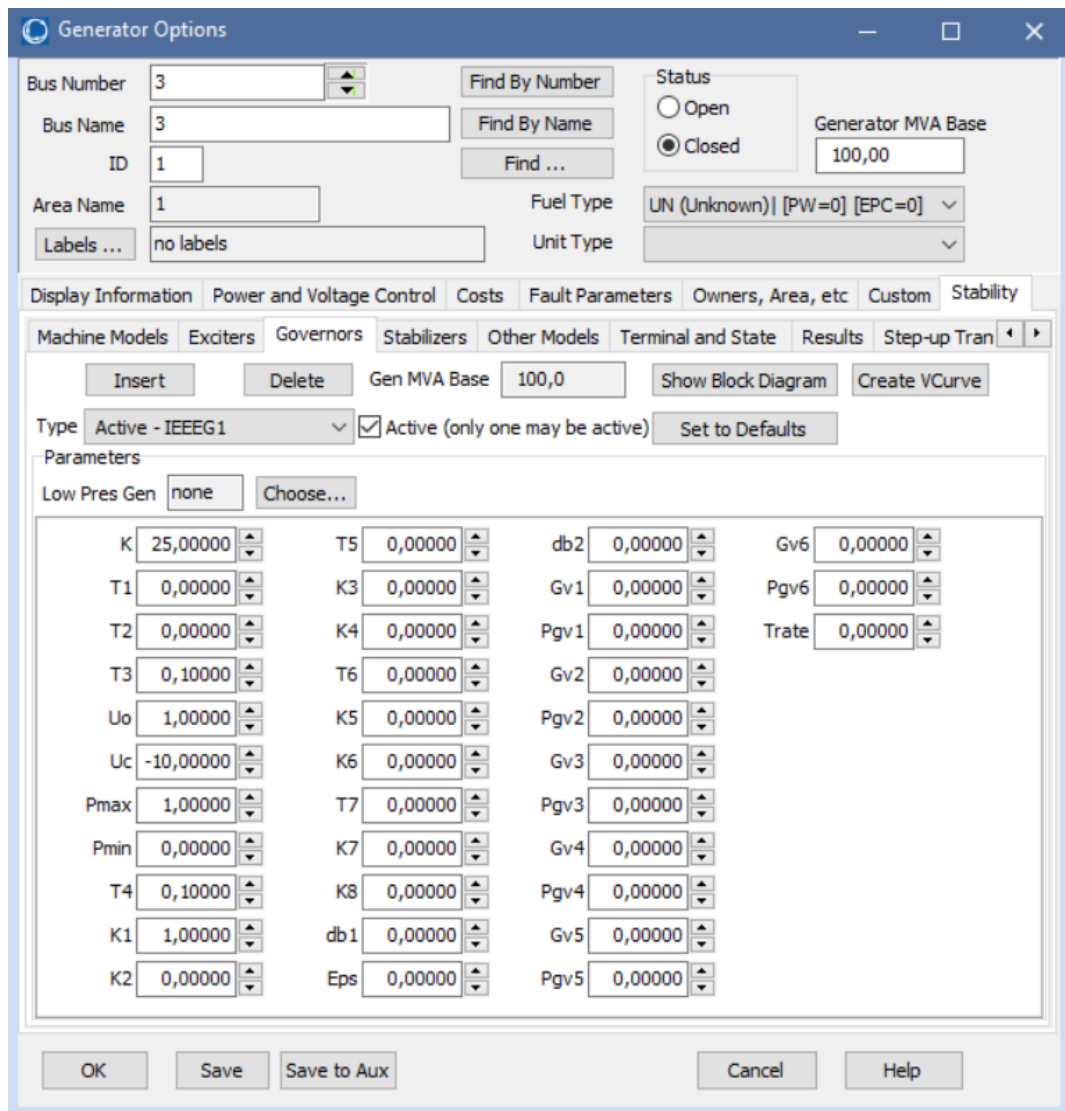 Generator Options
Bus Number 3 Find By Number Status
Open
Bus Name 3 Find By Name Generator MVA Base
Closed 100,00
ID 1 Find ...
Area Name 1 Fuel Type UN (Unknown)| [PW=0] [EPC=0]
Labels ... no labels Unit Type
Display Information Power and Voltage Control Costs Fault Parameters Owners, Area, etc Custom Stability
Machine Models Exciters Governors Stabilizers Other Models Terminal and State Results Step-up Tran
Insert Delete Gen MVA Base 100,0 Show Block Diagram Create VCurve
Type Active - IEEEG1 Active (only one may be active) Set to Defaults
Parameters
Low Pres Gen none Choose...
K 25,00000 T5 0,00000 db2 0,00000 Gv6 0,00000
T1 0,00000 K3 0,00000 Gv1 0,00000 Pgv6 0,00000
T2 0,00000 K4 0,00000 Pgv1 0,00000 Trate 0,00000
T3 0,10000 T6 0,00000 Gv2 0,00000
Uo 1,00000 K5 0,00000 Pgv2 0,00000
Uc -10,00000 K6 0,00000 Gv3 0,00000
Pmax 1,00000 T7 0,00000 Pgv3 0,00000
Pmin 0,00000 K7 0,00000 Gv4 0,00000
T4 0,10000 K8 0,00000 Pgv4 0,00000
K1 1,00000 db1 0,00000 Gv5 0,00000
K2 0,00000 Eps 0,00000 Pgv5 0,00000
OK Save Save to Aux Cancel Help